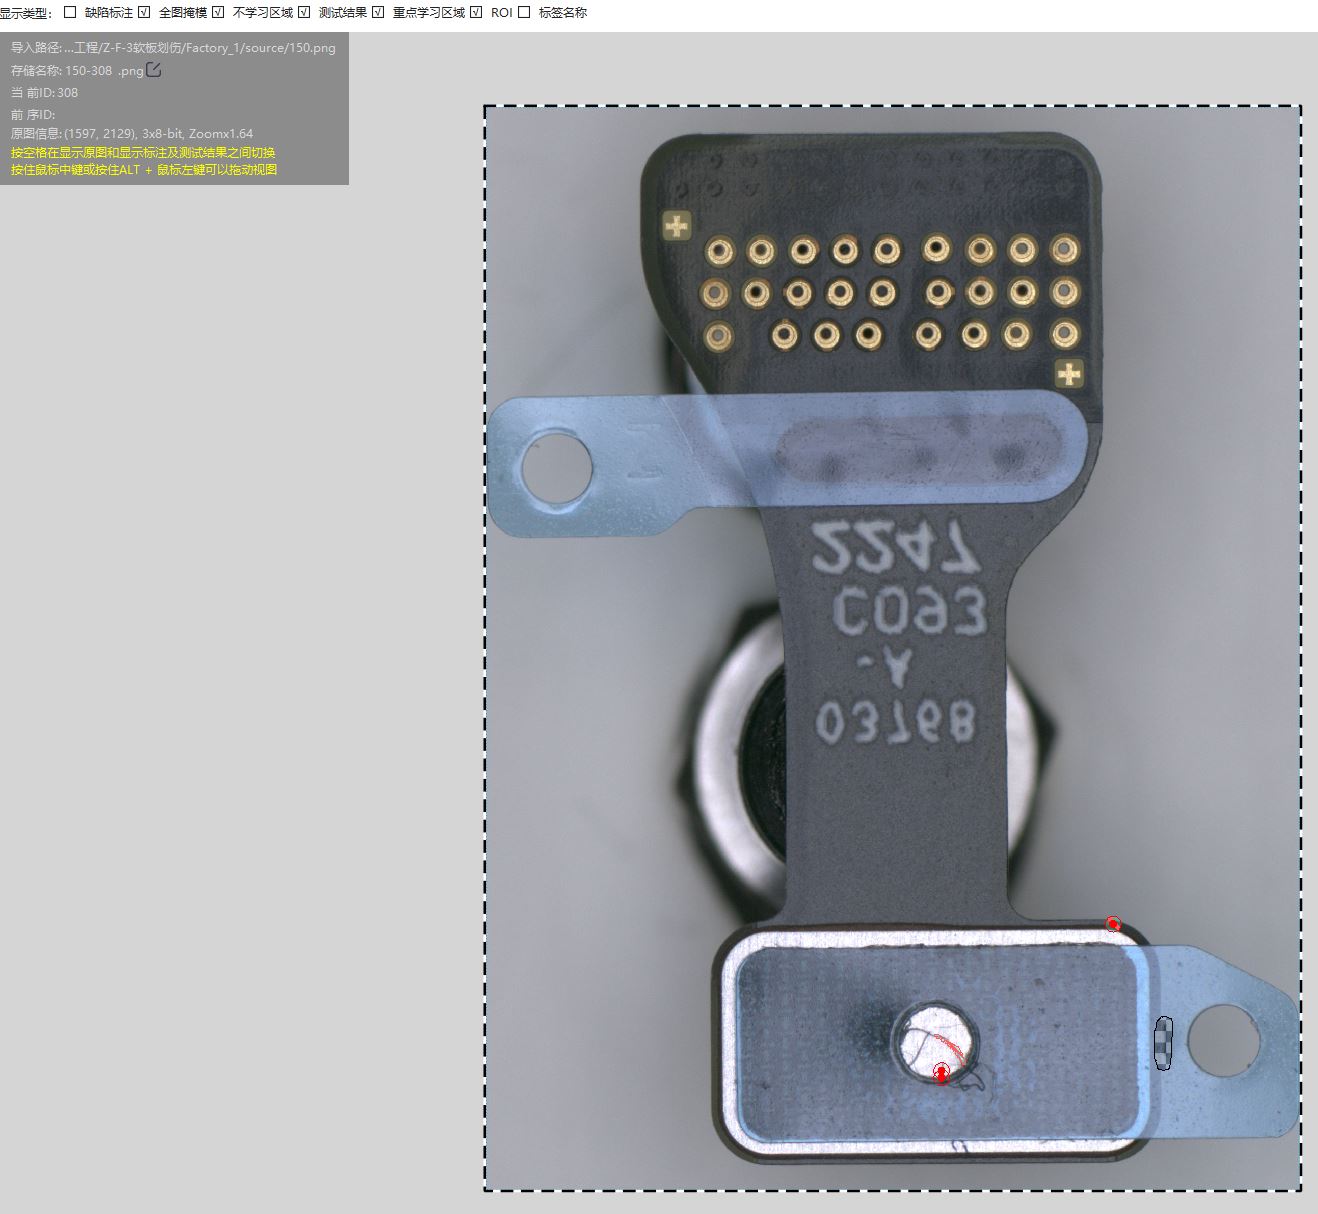 显示类型: 缺陷标注 √ 全图掩模 √ 不学习区域 √ 测试结果 √ 重点学习区域 √ ROI 标签名称
导入路径: ...工程/Z-F-3软板划伤/Factory_1/source/150.png
存储名称: 150-308 .png
当 前ID: 308
前 序ID:
原图信息: (1597, 2129), 3x8-bit, Zoomx1.64
按空格在显示原图和显示标注及测试结果之间切换
按住鼠标中键或按住ALT + 鼠标左键可以拖动视图
2247
C093
-A
03768